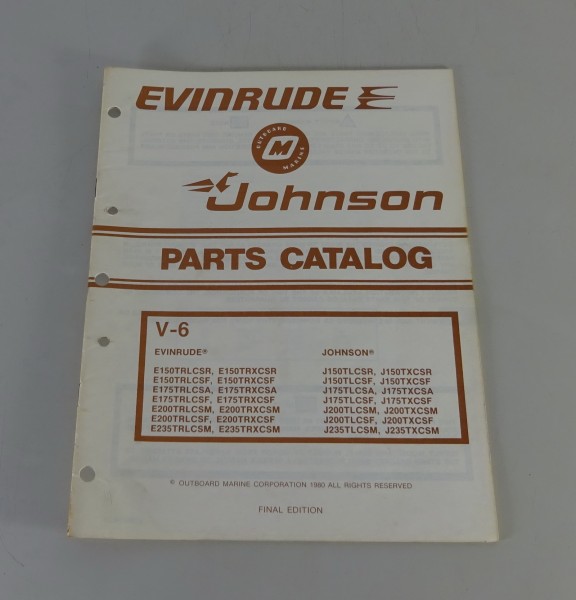 EVINRUDE
OUTBOARD
M
MARINE
Johnson
PARTS CATALOG
V-6
EVINRUDE® JOHNSON®
E150TRLCSR, E150TRXCSR J150TLCSR, J150TXCSR
E150TRLCSF, E150TRXCSF J150TLCSF, J150TXCSF
E175TRLCSA, E175TRXCSA J175TLCSA, J175TXCSA
E175TRLCSF, E175TRXCSF J175TLCSF, J175TXCSF
E200TRLCSM, E200TRXCSM J200TLCSM, J200TXCSM
E200TRLCSF, E200TRXCSF J200TLCSF, J200TXCSF
E235TRLCSM, E235TRXCSM J235TLCSM, J235TXCSM
® OUTBOARD MARINE CORPORATION 1980 ALL RIGHTS RESERVED
FINAL EDITION